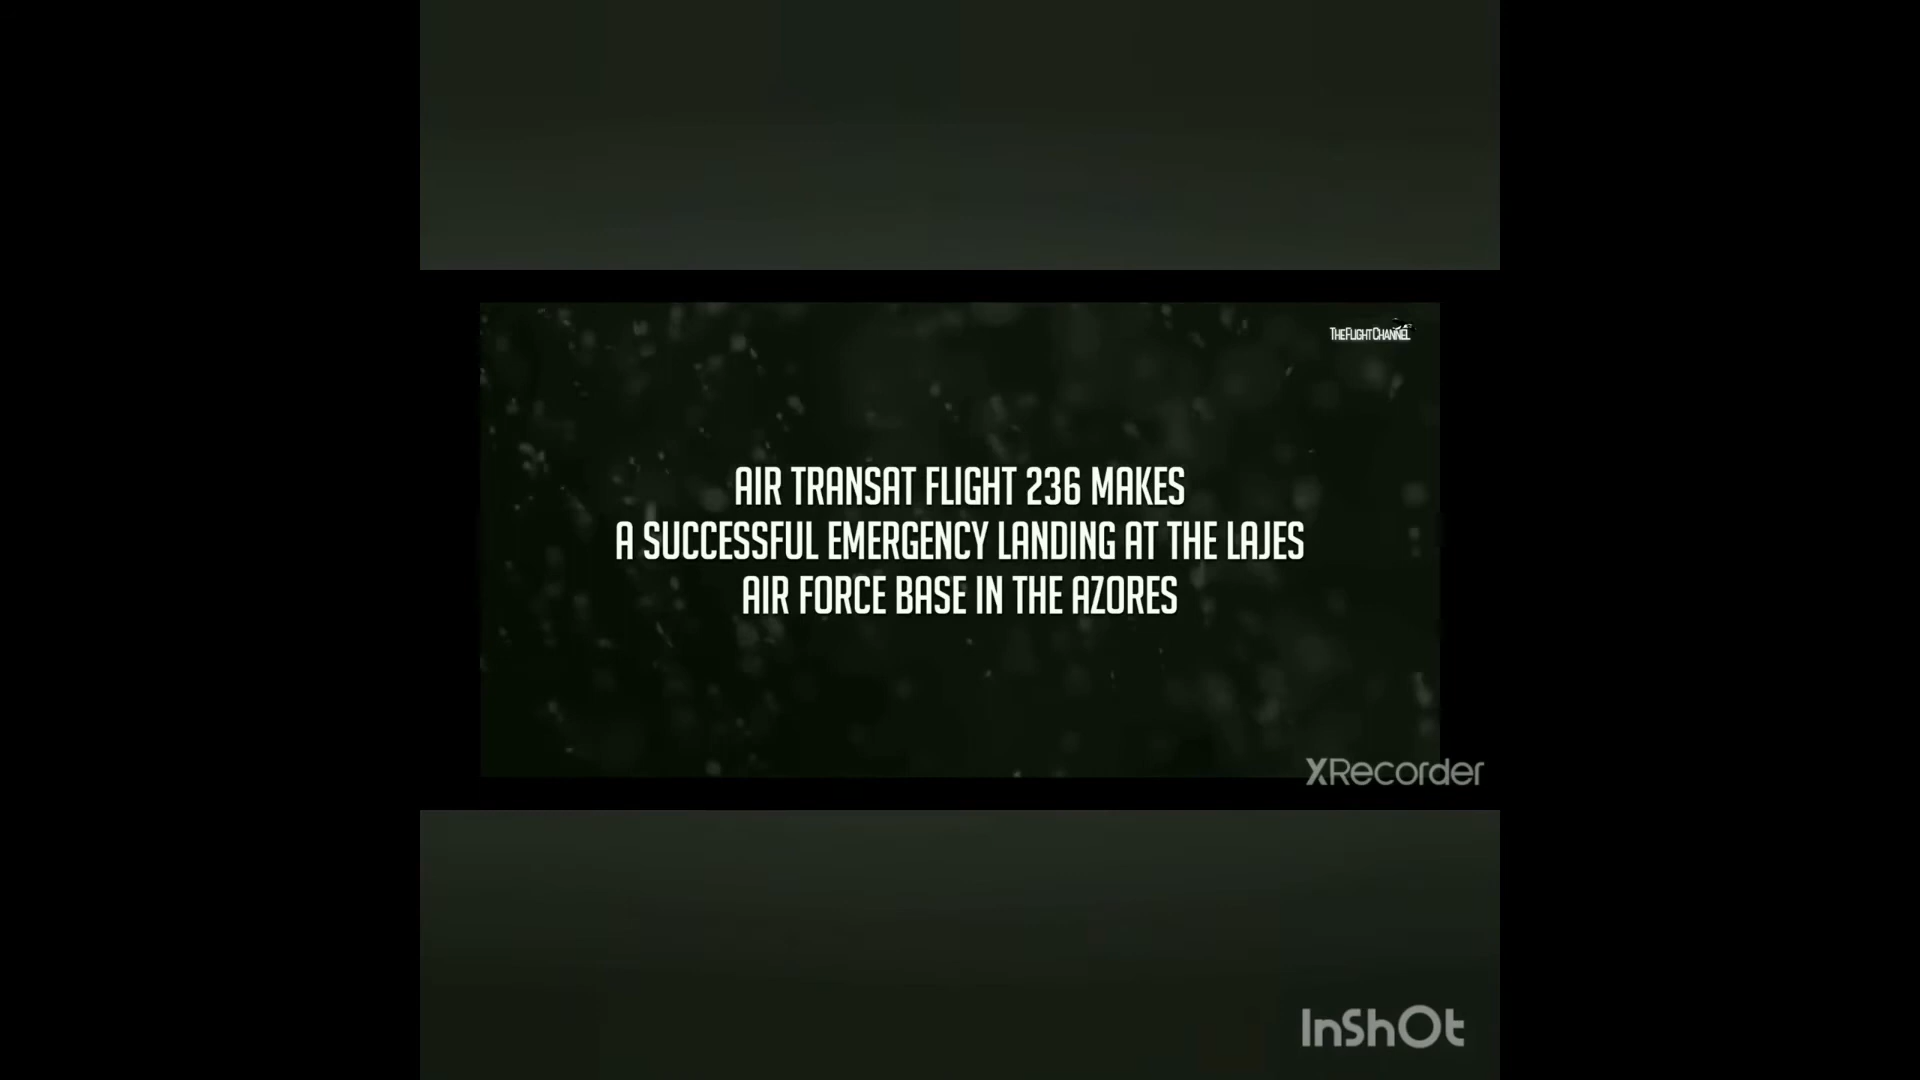 THEFLIGHTCHANNEL
AIR TRANSAT FLIGHT 236 MAKES
A SUCCESSFUL EMERGENCY LANDING AT THE LAJES
AIR FORCE BASE IN THE AZORES
XRecorder
InShOt